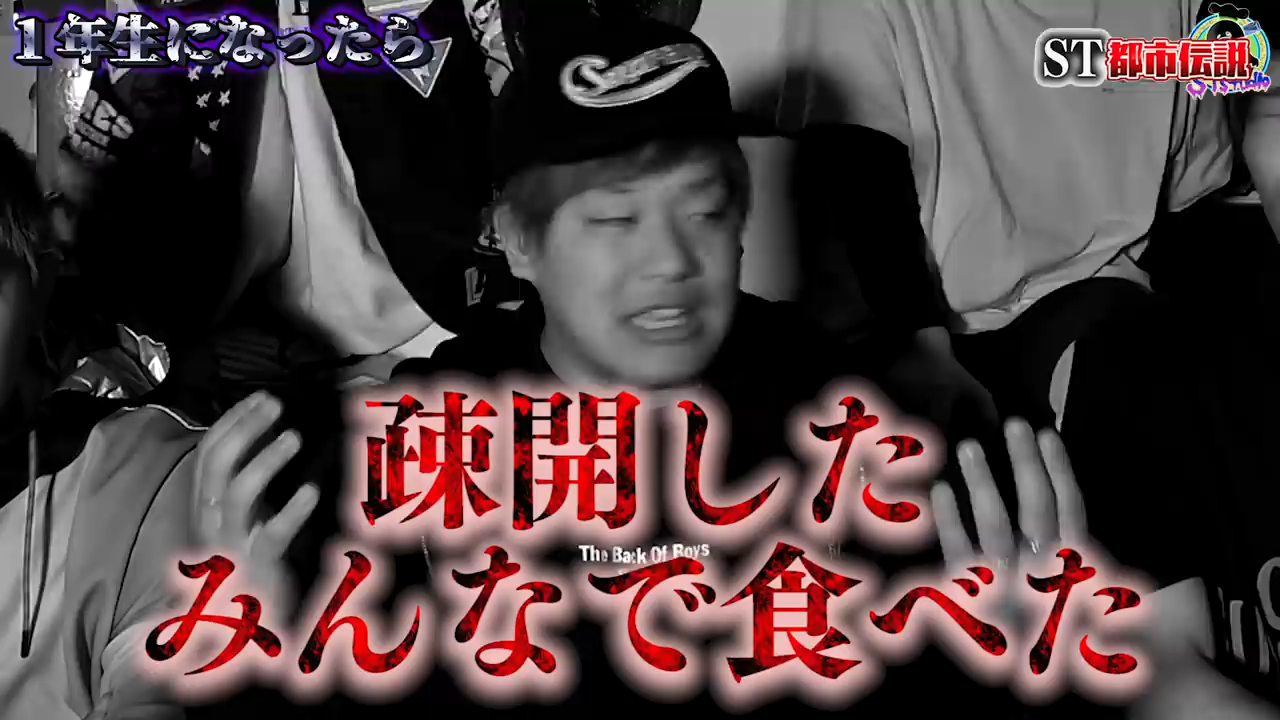 1年生になったら
ST都市伝説
疎開した
The Back Of Boys
みんなで食べた